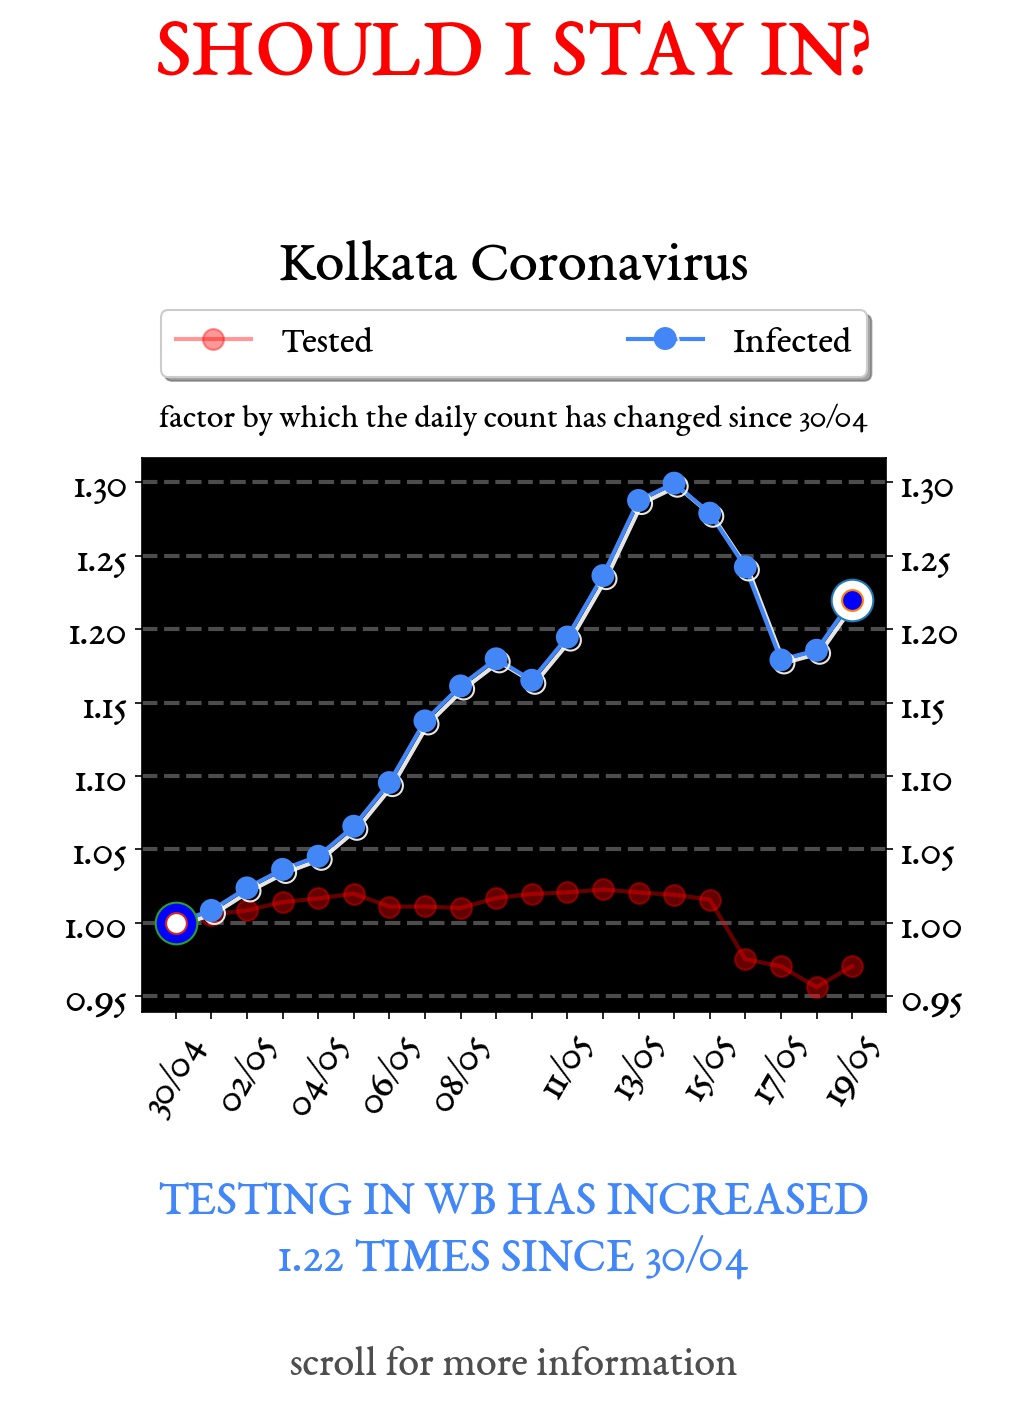 SHOULD I STAY IN?
Kolkata Coronavirus
Tested Infected
factor by which the daily count has changed since 30/04
1.30 1.30
1.25 1.25
1.20 1.20
1.15 1.15
1.10 1.10
1.05 1.05
1.00 1.00
0.95 0.95
30/04 02/05 04/05 06/05 08/05 11/05 13/05 15/05 17/05 19/05
TESTING IN WB HAS INCREASED
1.22 TIMES SINCE 30/04
scroll for more information